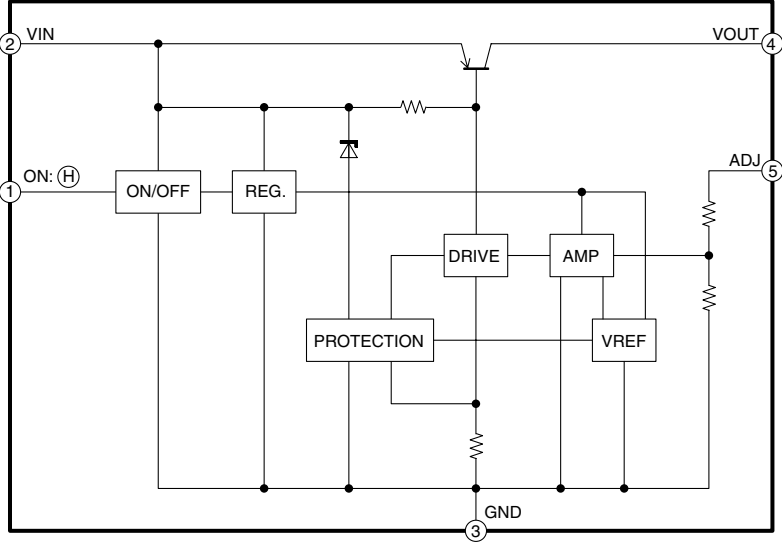 2 VIN
VOUT 4
1 ON: H
ADJ 5
ON/OFF
REG.
DRIVE
AMP
PROTECTION
VREF
GND
3